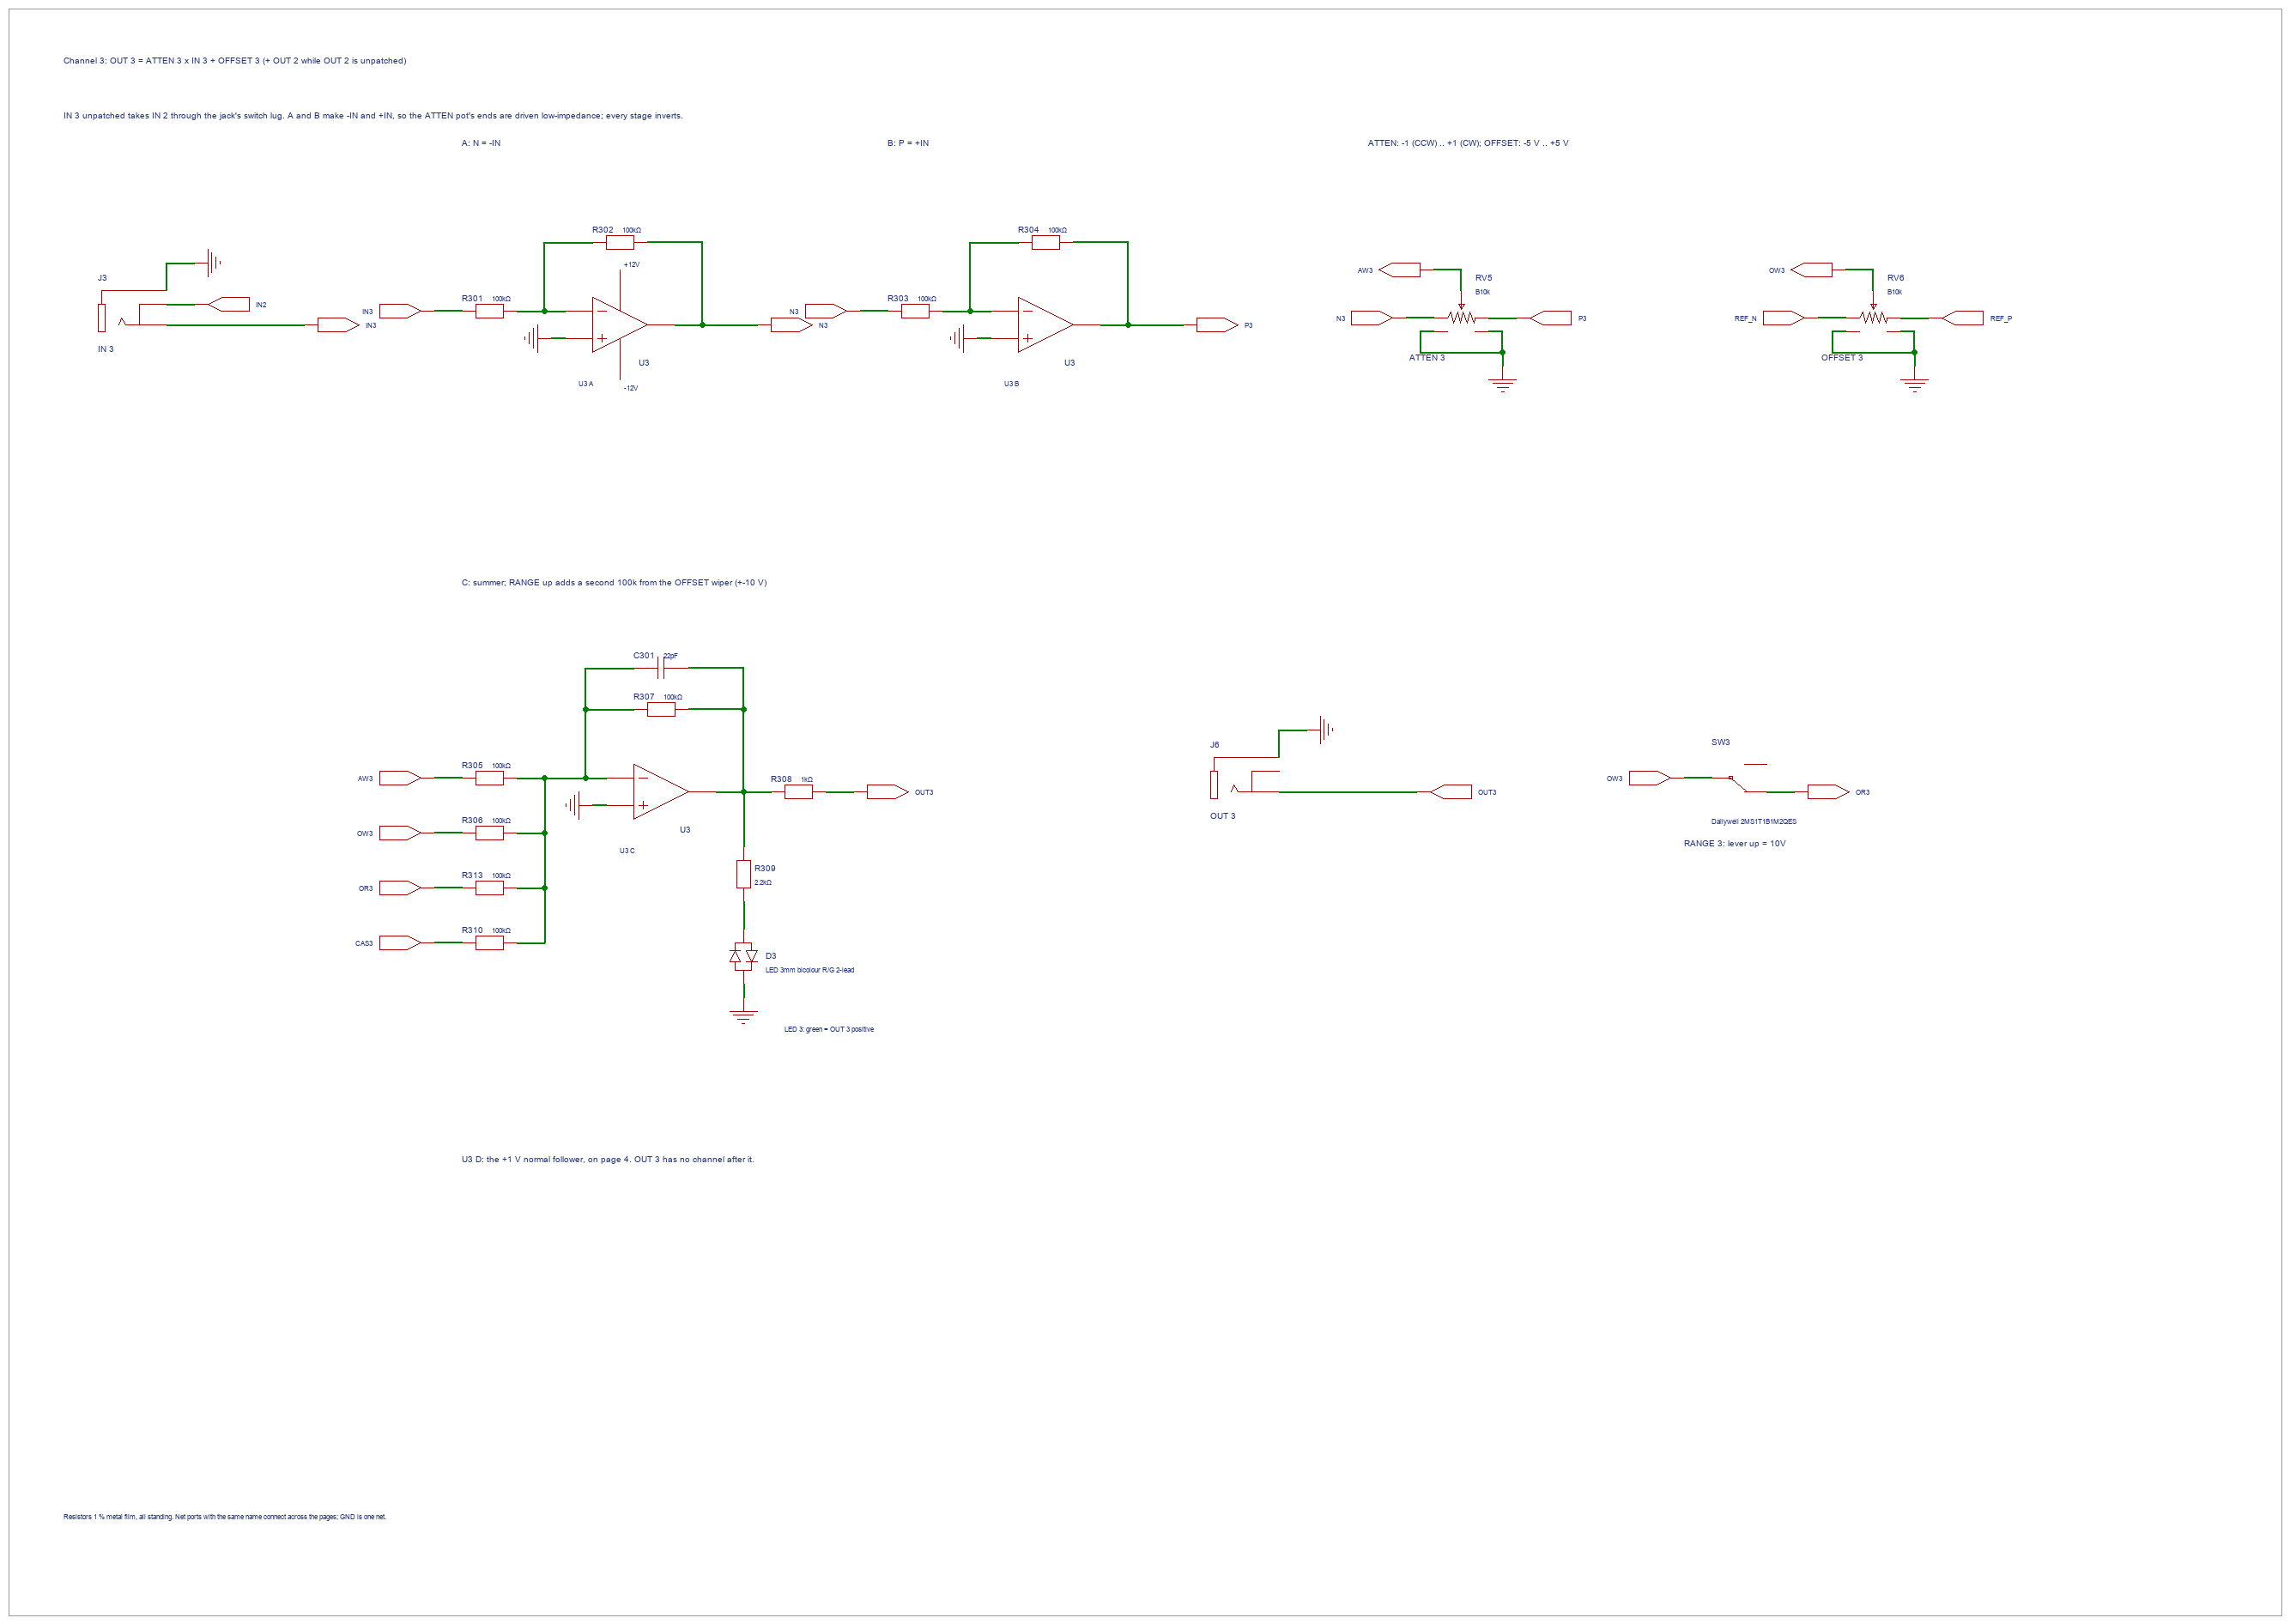 Channel 3: OUT 3 = ATTEN 3 x IN 3 + OFFSET 3 (+ OUT 2 while OUT 2 is unpatched)
IN 3 unpatched takes IN 2 through the jack's switch lug. A and B make -IN and +IN, so the ATTEN pot's ends are driven low-impedance; every stage inverts.
A: N = -IN
B: P = +IN
ATTEN: -1 (CCW) .. +1 (CW); OFFSET: -5 V .. +5 V
J3
IN2
IN3
IN 3
IN3
R301 100kΩ
R302 100kΩ
+12V
-12V
U3
U3 A
N3
N3
R303 100kΩ
R304 100kΩ
U3
U3 B
P3
AW3
RV5
B10k
N3
P3
ATTEN 3
OW3
RV6
B10k
REF_N
REF_P
OFFSET 3
C: summer; RANGE up adds a second 100k from the OFFSET wiper (+-10 V)
C301 22pF
R307 100kΩ
AW3
R305 100kΩ
OW3
R306 100kΩ
OR3
R313 100kΩ
CAS3
R310 100kΩ
U3
U3 C
R308 1kΩ
OUT3
R309
2.2kΩ
D3
LED 3mm bicolour R/G 2-lead
LED 3: green = OUT 3 positive
J6
OUT3
OUT 3
SW3
OW3
OR3
Dailywell 2MS1T1B1M2QES
RANGE 3: lever up = 10V
U3 D: the +1 V normal follower, on page 4. OUT 3 has no channel after it.
Resistors 1 % metal film, all standing. Net ports with the same name connect across the pages; GND is one net.